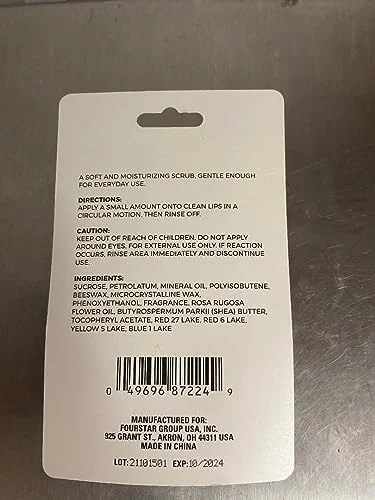 A SOFT AND MOISTURIZING SCRUB, GENTLE ENOUGH
FOR EVERYDAY USE.
DIRECTIONS:
APPLY A SMALL AMOUNT ONTO CLEAN LIPS IN A
CIRCULAR MOTION, THEN RINSE OFF.
CAUTION:
KEEP OUT OF REACH OF CHILDREN. DO NOT APPLY
AROUND EYES, FOR EXTERNAL USE ONLY. IF REACTION
OCCURS, RINSE AREA IMMEDIATELY AND DISCONTINUE
USE.
INGREDIENTS:
SUCROSE, PETROLATUM, MINERAL OIL, POLYISOBUTENE,
BEESWAX, MICROCRYSTALLINE WAX,
PHENOXYETHANOL, FRAGRANCE, ROSA RUGOSA
FLOWER OIL, BUTYROSPERMUM PARKII (SHEA) BUTTER,
TOCOPHERYL ACETATE, RED 27 LAKE, RED 6 LAKE,
YELLOW 5 LAKE, BLUE 1 LAKE
0 49696 87224 9
MANUFACTURED FOR:
FOURSTAR GROUP USA, INC.
925 GRANT ST., AKRON, OH 44311 USA
MADE IN CHINA
LOT: 21101501 EXP: 10/2024